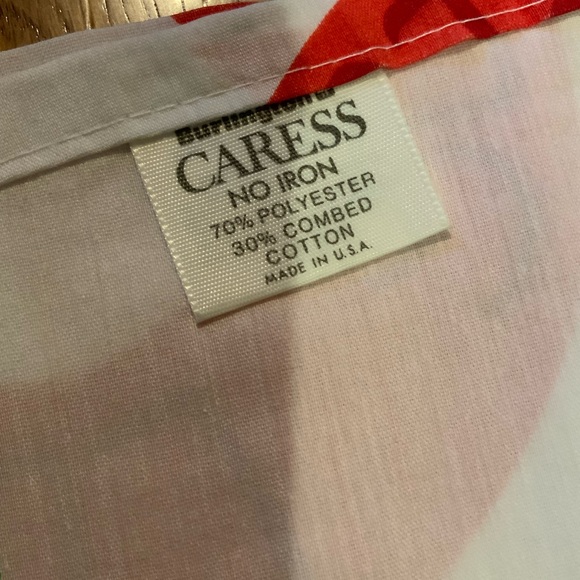 Burlington®
CARESS
NO IRON
70% POLYESTER
30% COMBED
COTTON
MADE IN U.S.A.